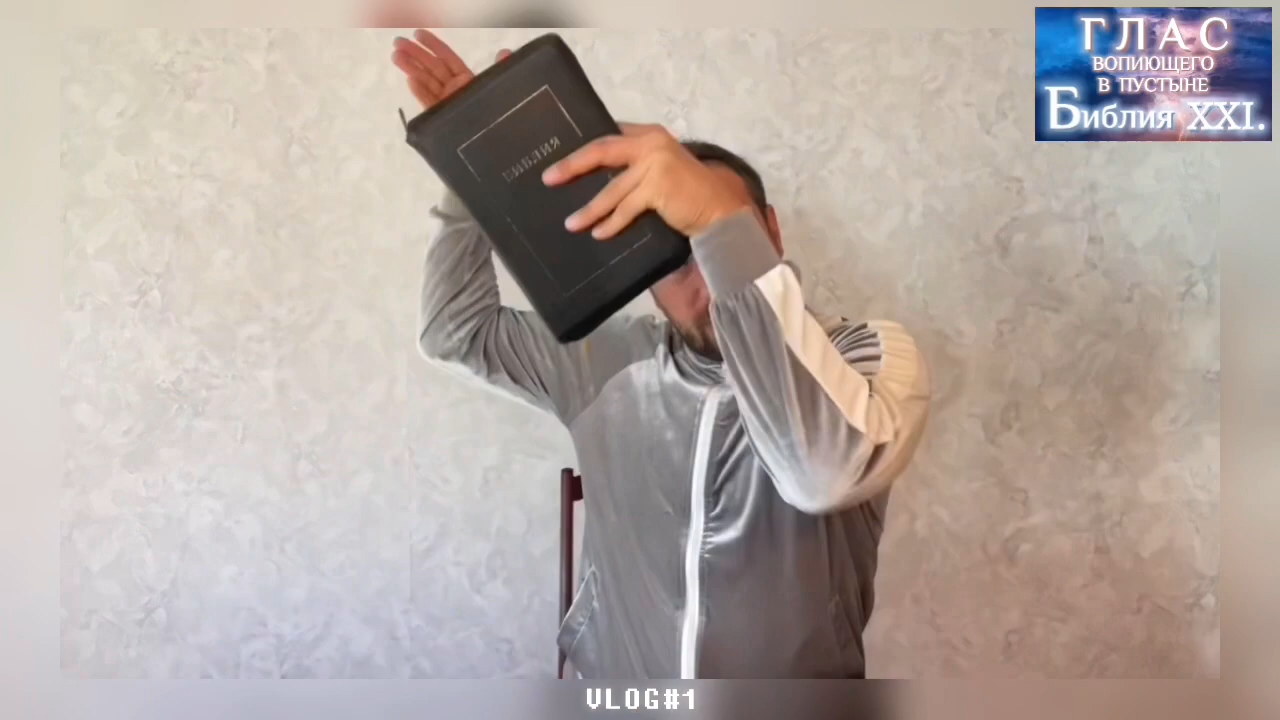 ГЛАС
ВОПИЮЩЕГО
В ПУСТЫНЕ
Библия XXI.
БИБЛИЯ
VLOG#1